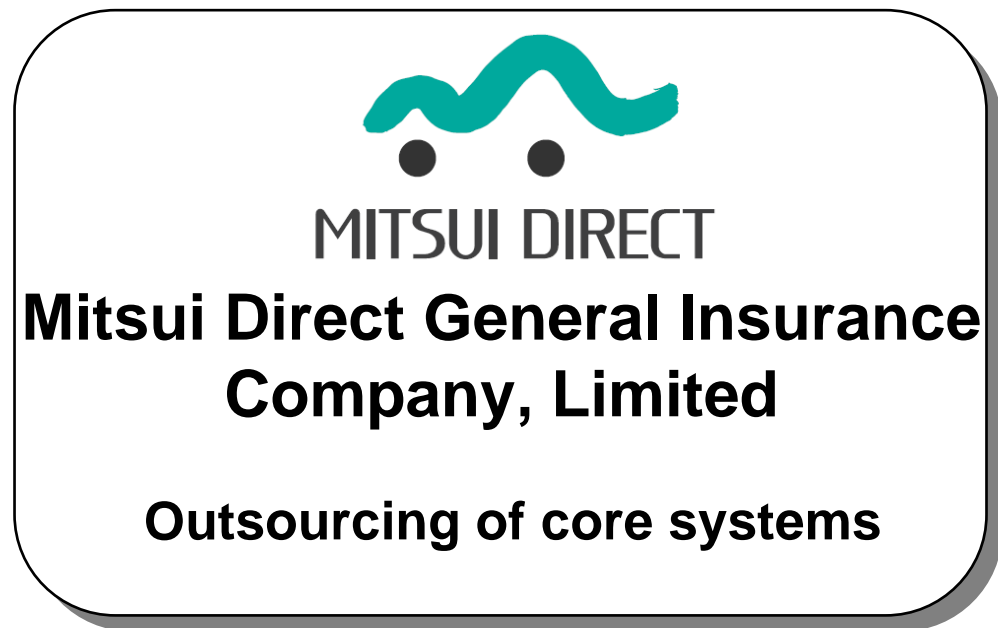 MITSUI DIRECT
Mitsui Direct General Insurance
Company, Limited
Outsourcing of core systems